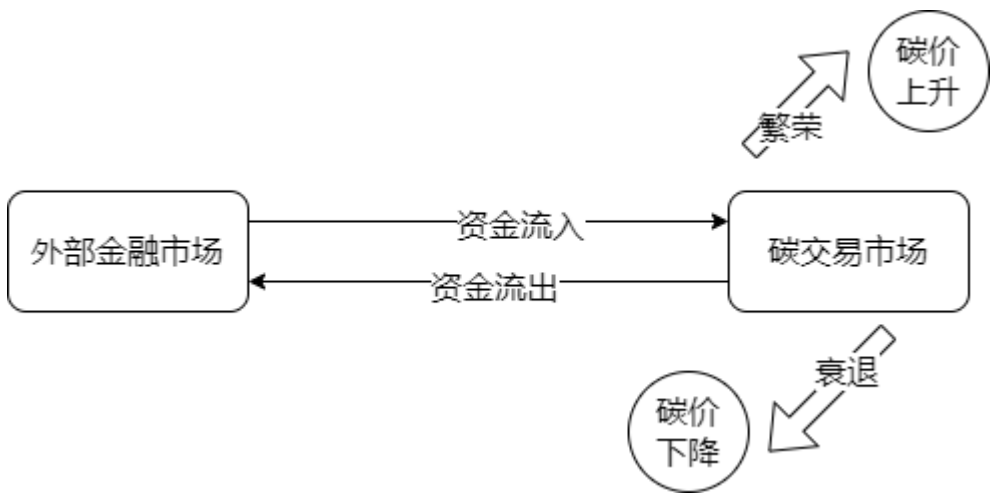 碳价
上升
繁荣
资金流入
外部金融市场
碳交易市场
资金流出
衰退
碳价
下降